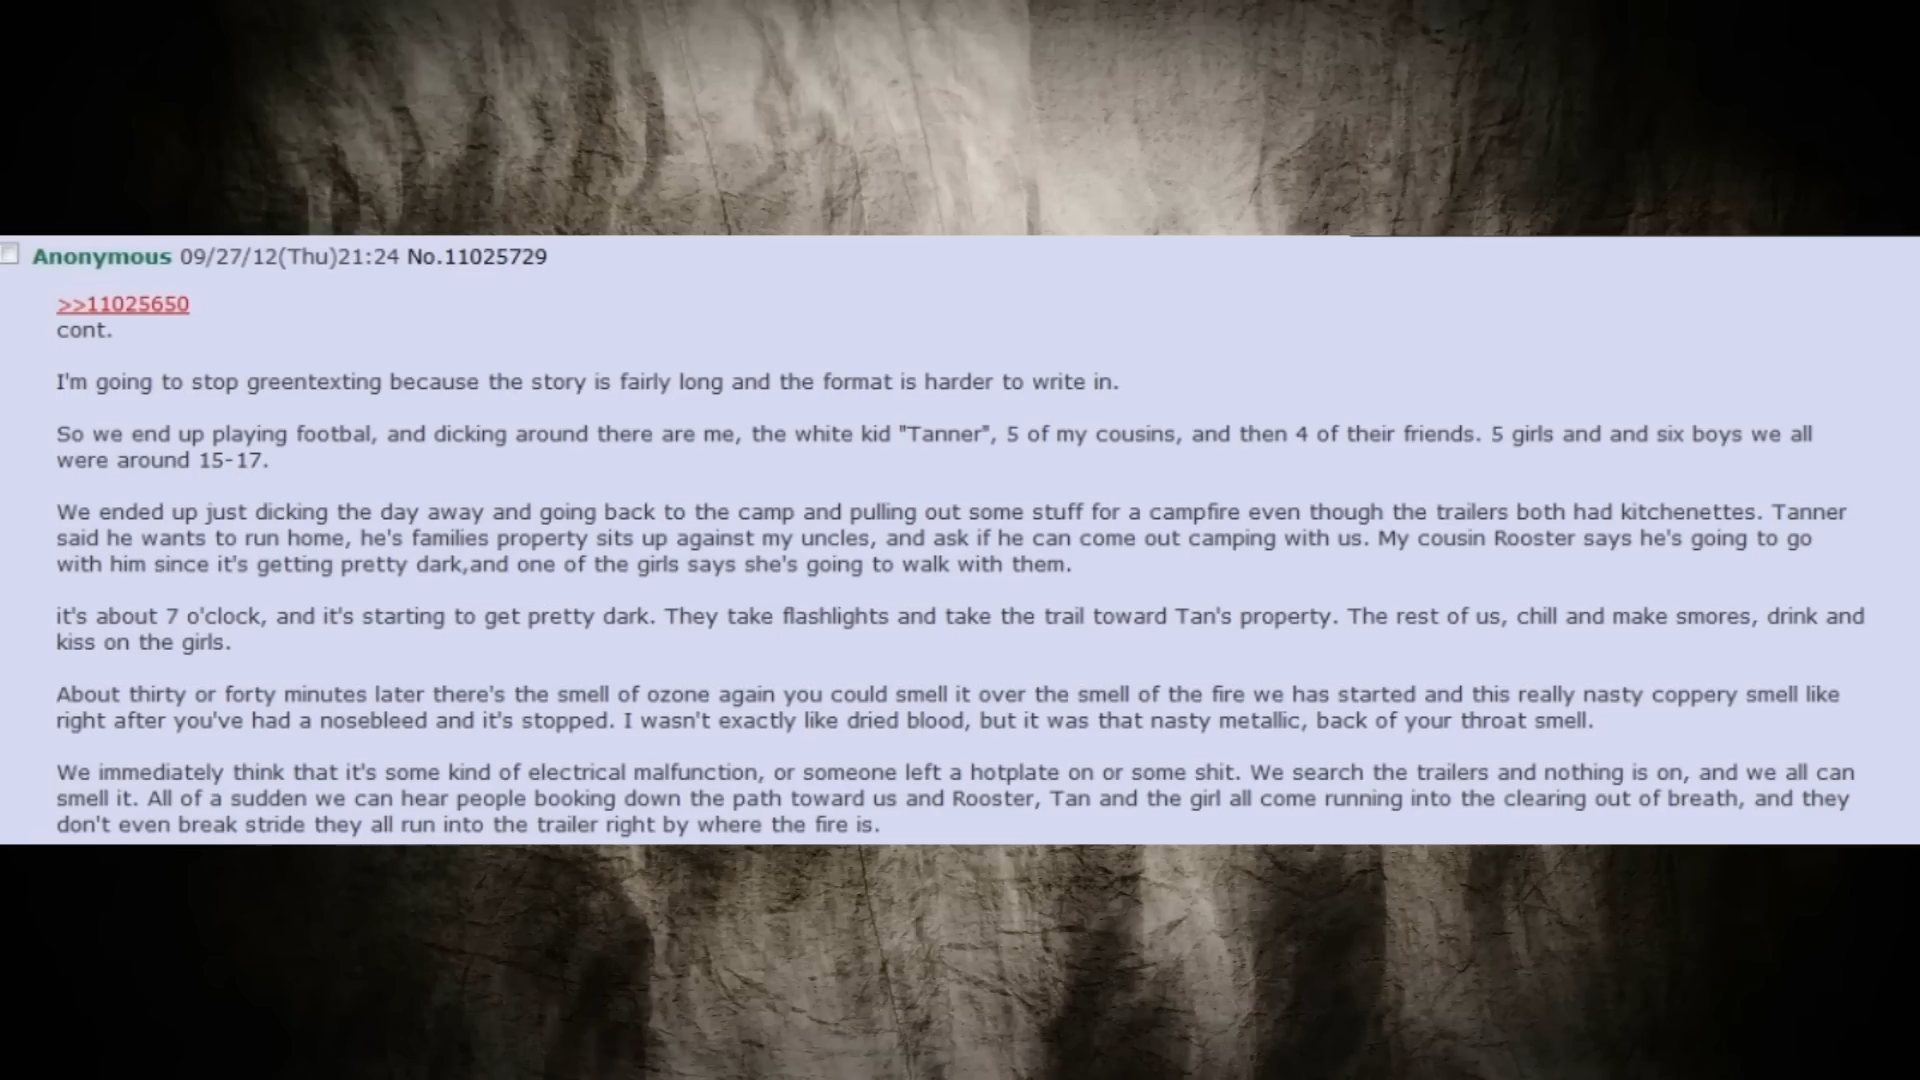 Anonymous 09/27/12(Thu)21:24 No.11025729
>>11025650
cont.
I'm going to stop greentexting because the story is fairly long and the format is harder to write in.
So we end up playing footbal, and dicking around there are me, the white kid "Tanner", 5 of my cousins, and then 4 of their friends. 5 girls and and six boys we all
were around 15-17.
We ended up just dicking the day away and going back to the camp and pulling out some stuff for a campfire even though the trailers both had kitchenettes. Tanner
said he wants to run home, he's families property sits up against my uncles, and ask if he can come out camping with us. My cousin Rooster says he's going to go
with him since it's getting pretty dark,and one of the girls says she's going to walk with them.
it's about 7 o'clock, and it's starting to get pretty dark. They take flashlights and take the trail toward Tan's property. The rest of us, chill and make smores, drink and
kiss on the girls.
About thirty or forty minutes later there's the smell of ozone again you could smell it over the smell of the fire we has started and this really nasty coppery smell like
right after you've had a nosebleed and it's stopped. I wasn't exactly like dried blood, but it was that nasty metallic, back of your throat smell.
We immediately think that it's some kind of electrical malfunction, or someone left a hotplate on or some shit. We search the trailers and nothing is on, and we all can
smell it. All of a sudden we can hear people booking down the path toward us and Rooster, Tan and the girl all come running into the clearing out of breath, and they
don't even break stride they all run into the trailer right by where the fire is.